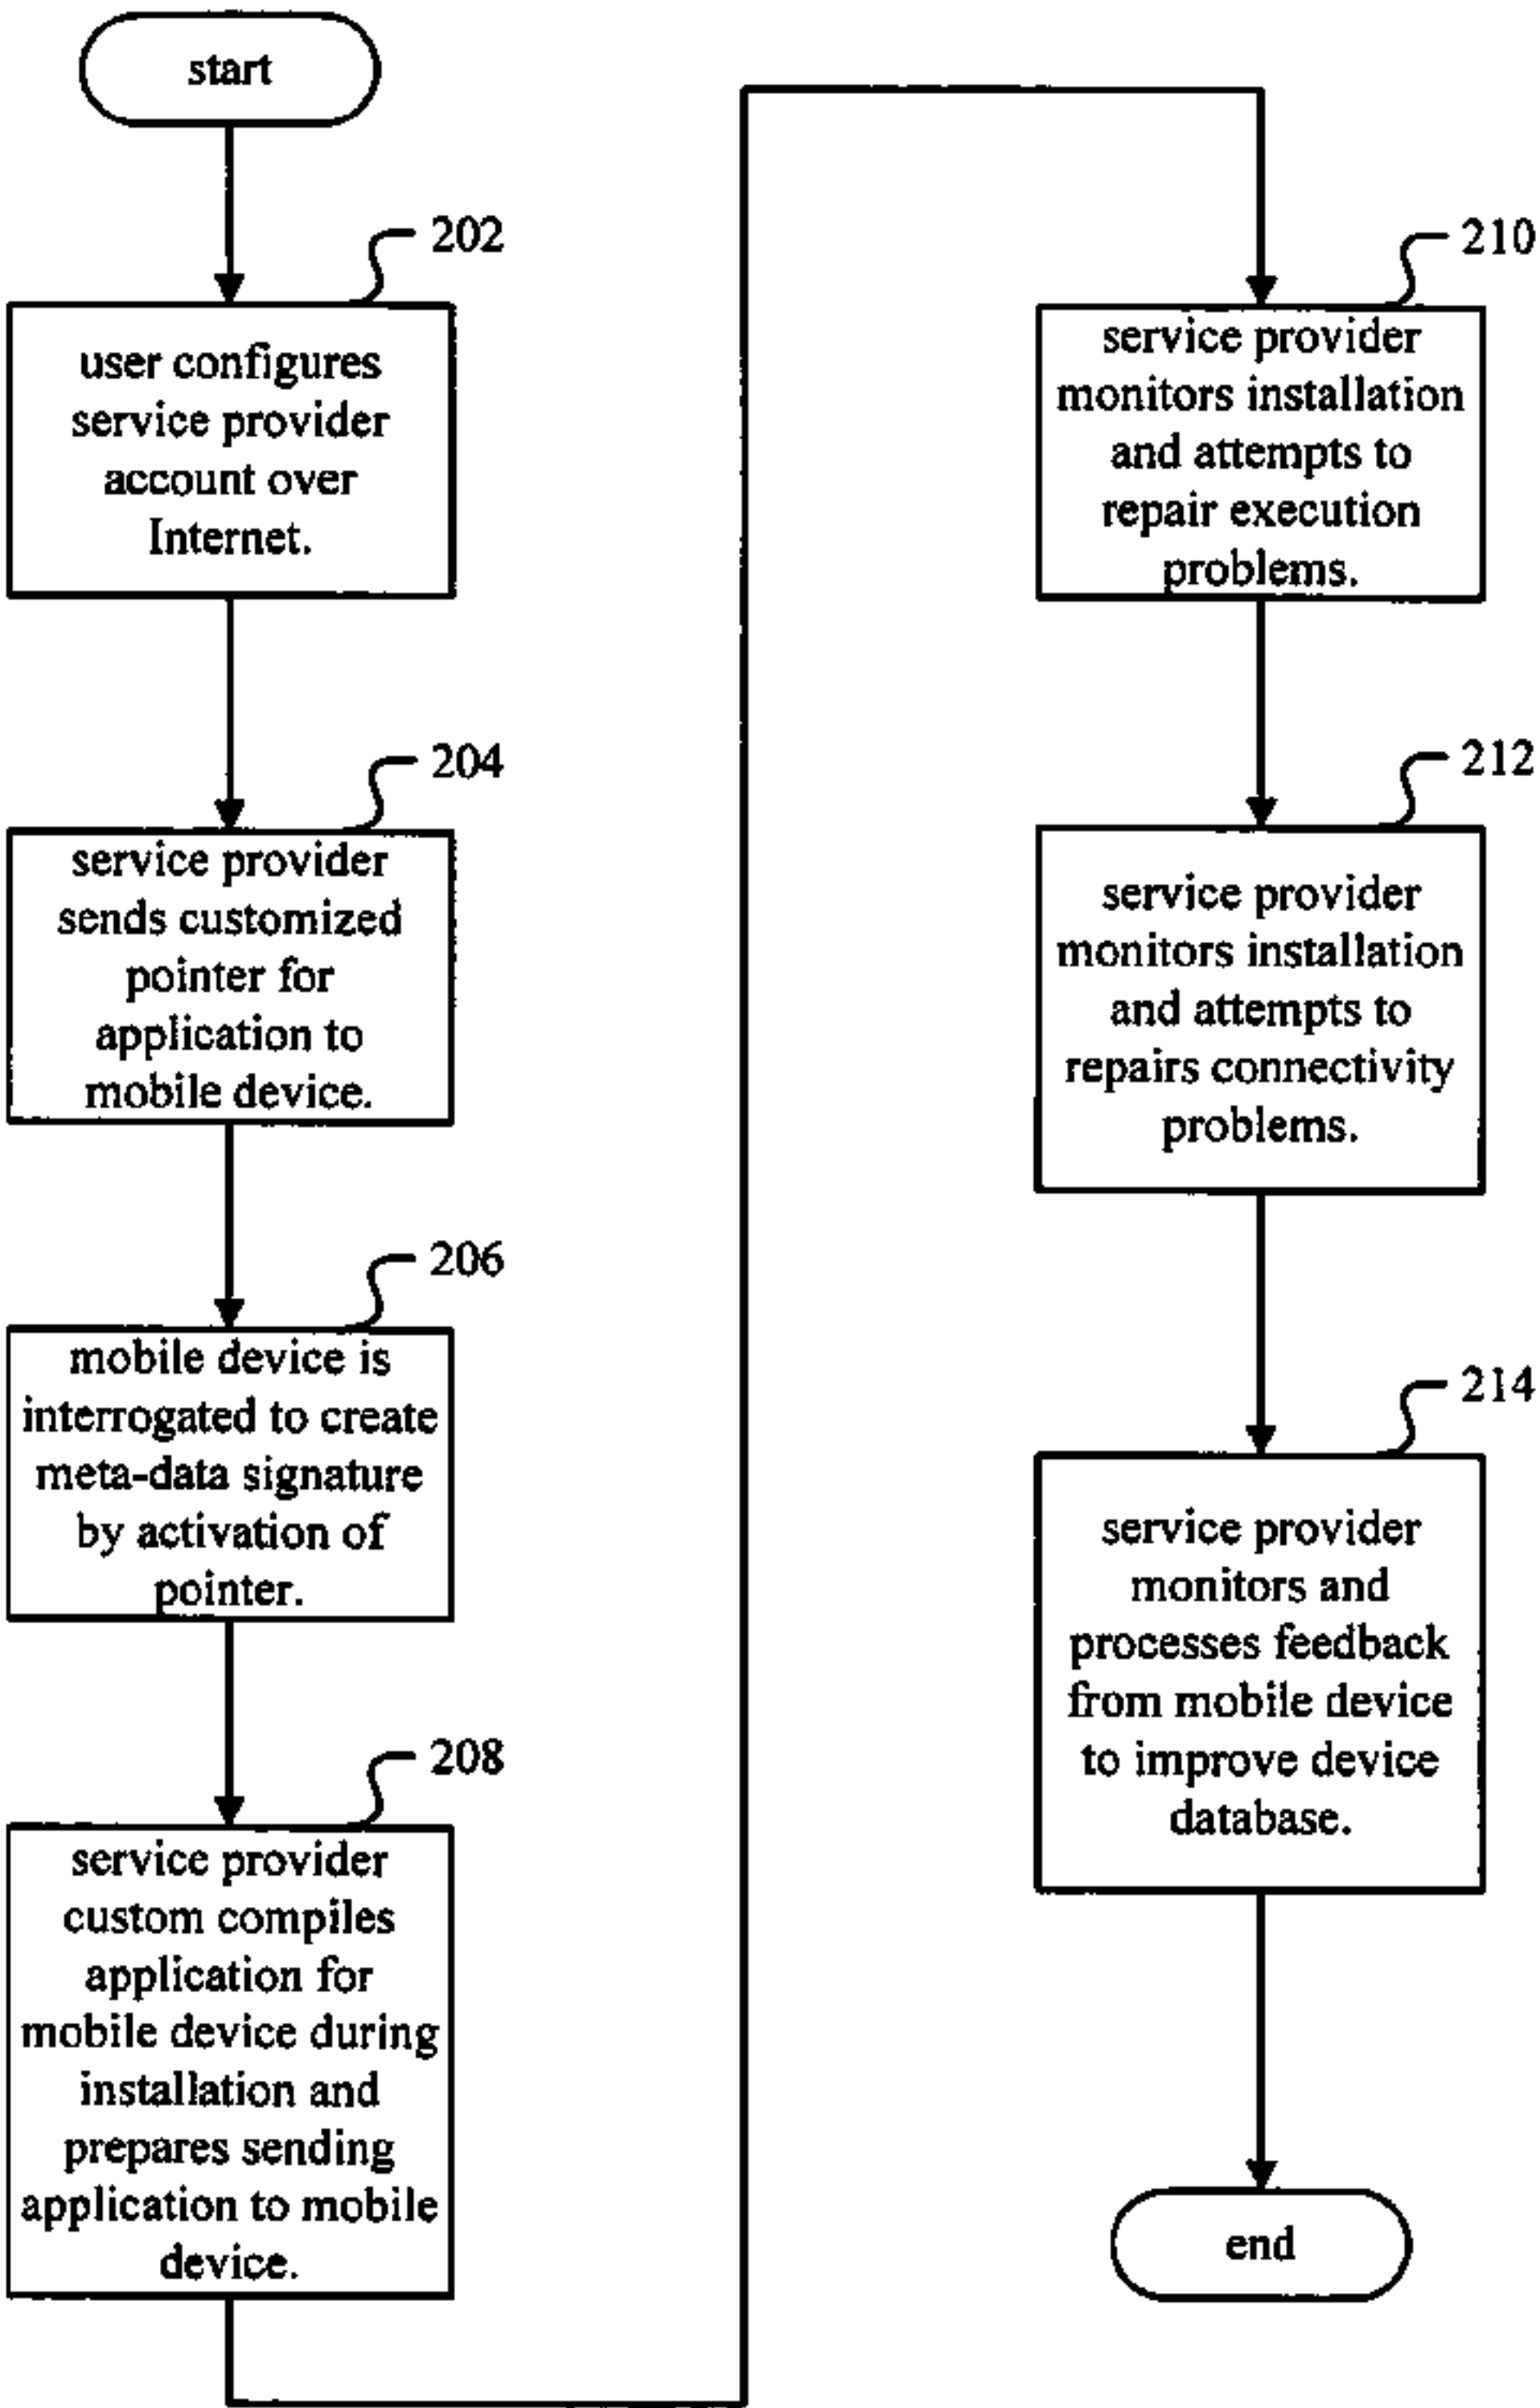 start
202
user configures
service provider
account over
Internet.
204
service provider
sends customized
pointer for
application to
mobile device.
206
mobile device is
interrogated to create
meta-data signature
by activation of
pointer.
208
service provider
custom compiles
application for
mobile device during
installation and
prepares sending
application to mobile
device.
210
service provider
monitors installation
and attempts to
repair execution
problems.
212
service provider
monitors installation
and attempts to
repairs connectivity
problems.
214
service provider
monitors and
processes feedback
from mobile device
to improve device
database.
end